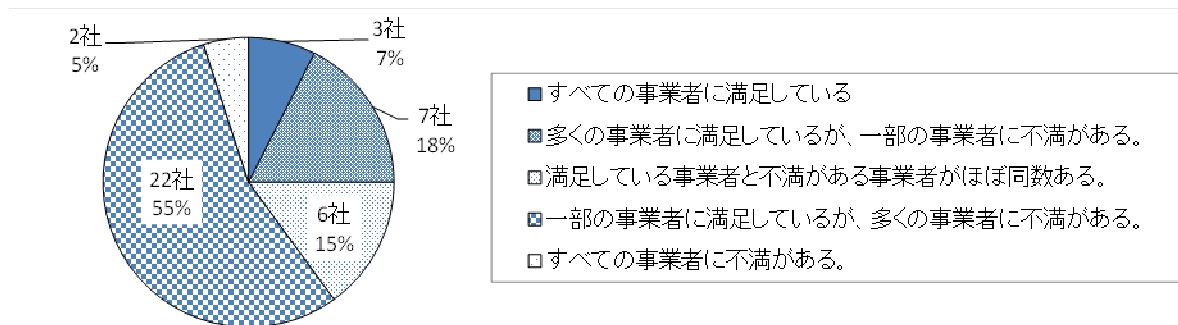 2社
5%
3社
7%
7社
18%
22社
55%
6社
15%
すべての事業者に満足している
多くの事業者に満足しているが、一部の事業者に不満がある。
満足している事業者と不満がある事業者がほぼ同数ある。
一部の事業者に満足しているが、多くの事業者に不満がある。
すべての事業者に不満がある。